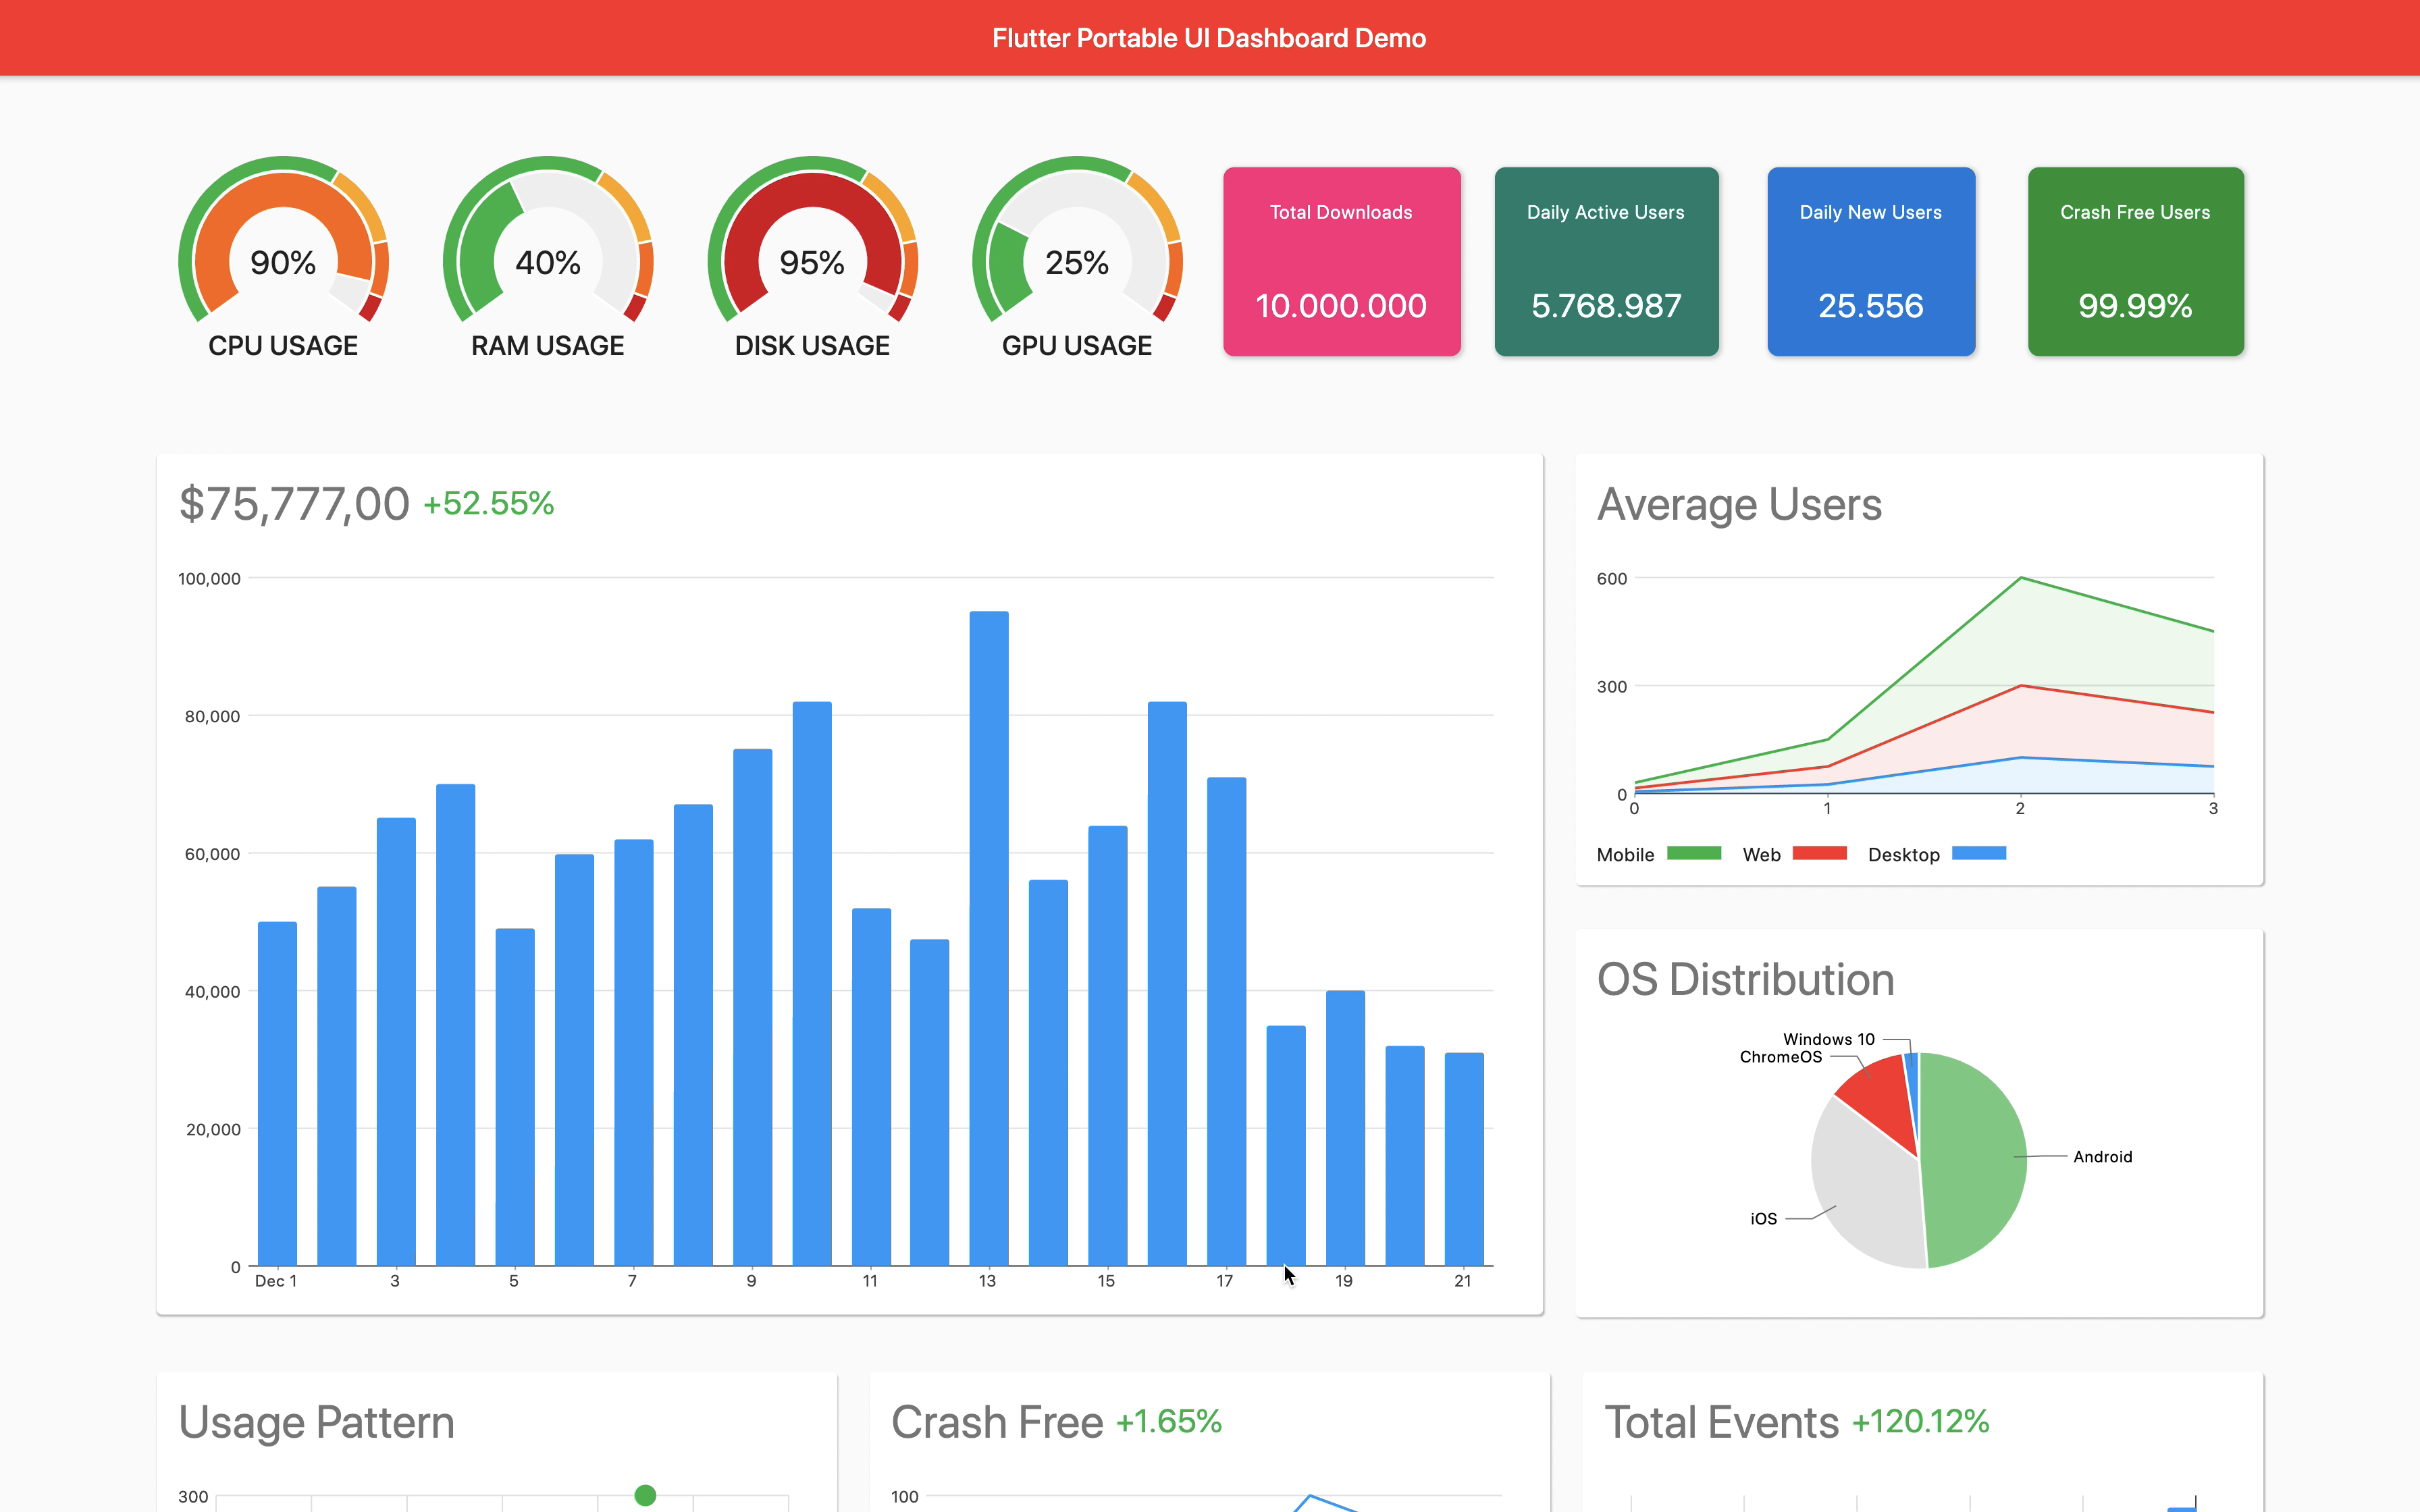 Flutter Portable UI Dashboard Demo
90%
CPU USAGE
40%
RAM USAGE
95%
DISK USAGE
25%
GPU USAGE
Total Downloads
10.000.000
Daily Active Users
5.768.987
Daily New Users
25.556
Crash Free Users
99.99%
$75,777,00 +52.55%
100,000
80,000
60,000
40,000
20,000
0
Dec 1 3 5 7 9 11 13 15 17 19 21
Average Users
600
300
0
0 1 2 3
Mobile Web Desktop
OS Distribution
Windows 10
ChromeOS
Android
iOS
Usage Pattern
300
Crash Free +1.65%
100
Total Events +120.12%